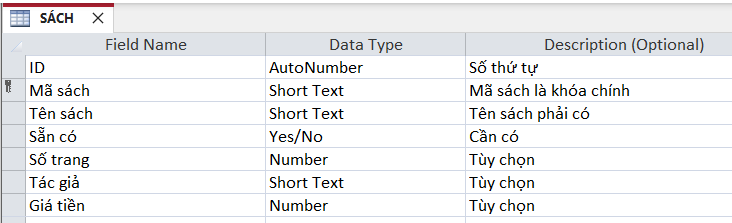 SÁCH
Field Name Data Type Description (Optional)
ID AutoNumber Số thứ tự
Mã sách Short Text Mã sách là khóa chính
Tên sách Short Text Tên sách phải có
Sẵn có Yes/No Cần có
Số trang Number Tùy chọn
Tác giả Short Text Tùy chọn
Giá tiền Number Tùy chọn